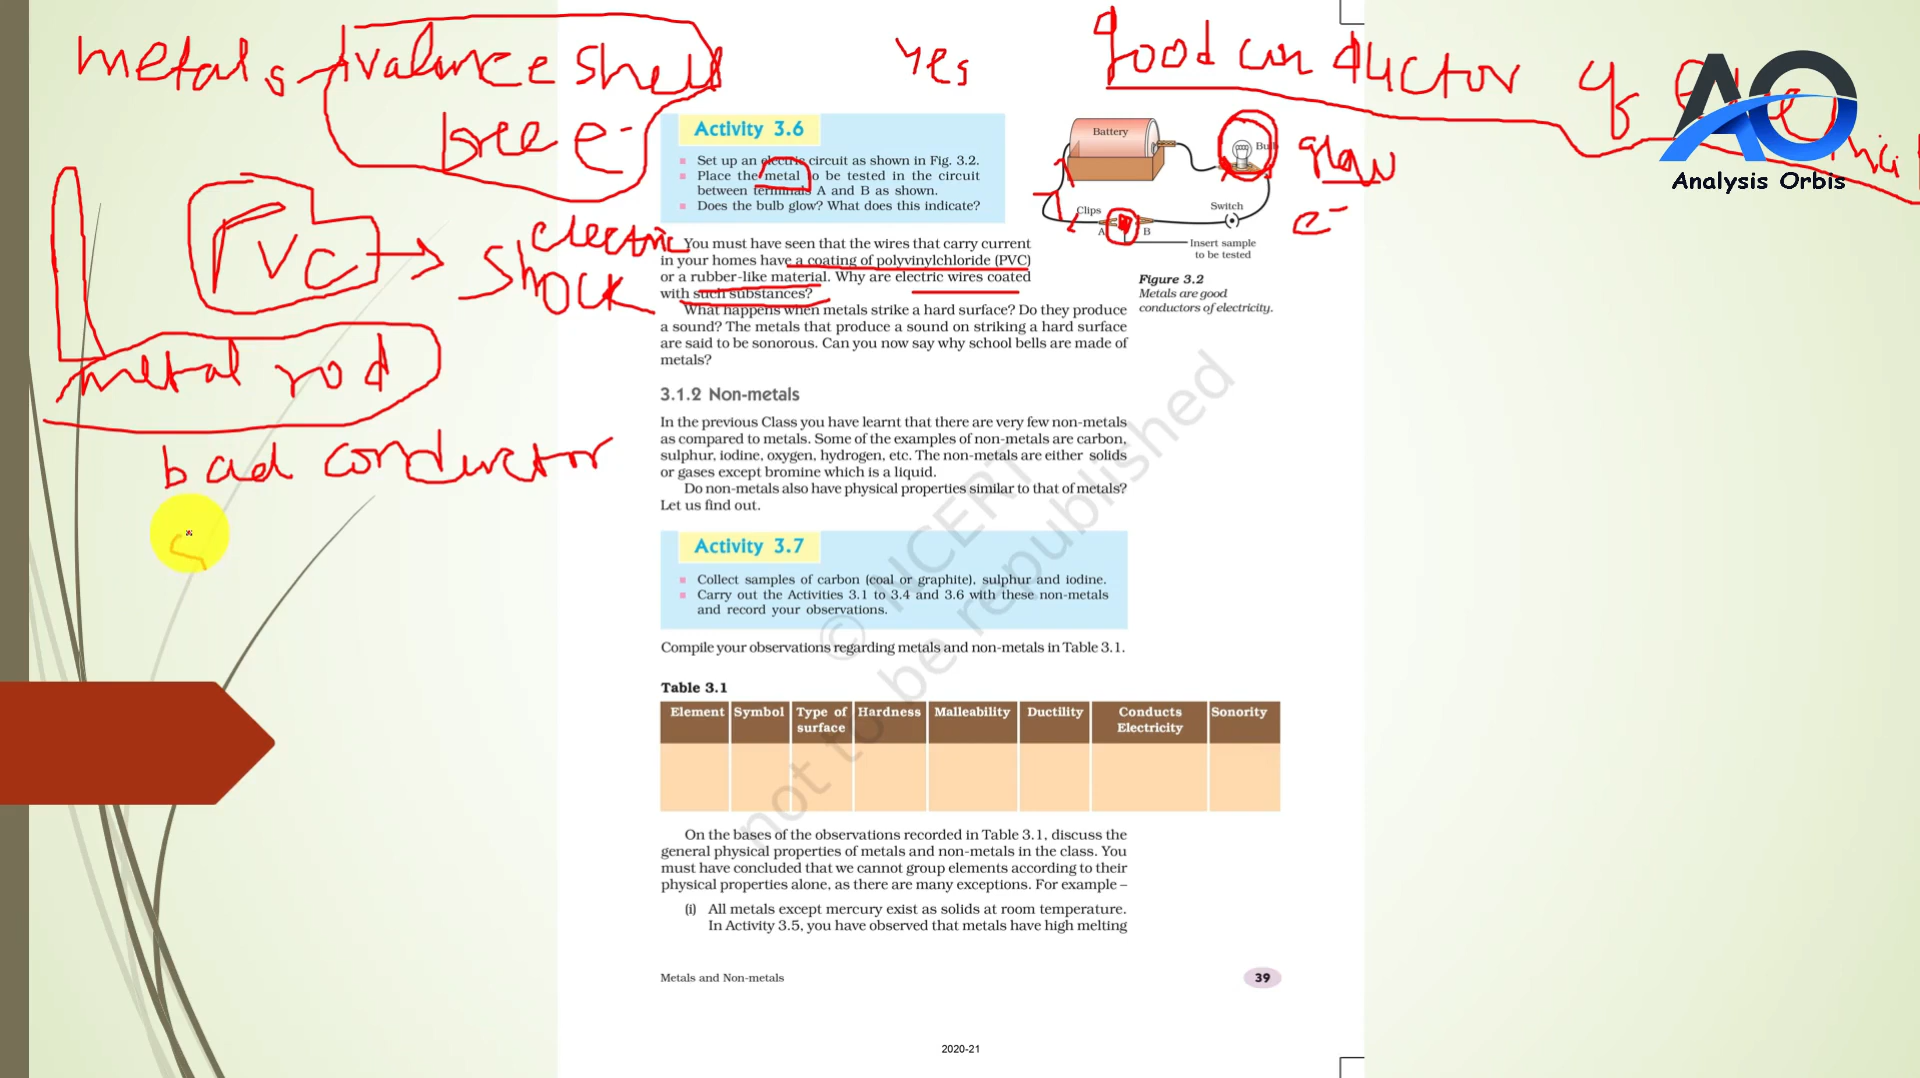 metals → valence shell
free e-
Yes
good conductor of
Analysis Orbis
Activity 3.6
Set up an electric circuit as shown in Fig. 3.2.
Place the metal to be tested in the circuit
between terminals A and B as shown.
Does the bulb glow? What does this indicate?
Battery
Bulb
glow
Clips
Switch
A
B
e-
Insert sample
to be tested
Figure 3.2
Metals are good
conductors of electricity.
PVC →
electric
shock
metal rod
bad conductor
You must have seen that the wires that carry current
in your homes have a coating of polyvinylchloride (PVC)
or a rubber-like material. Why are electric wires coated
with such substances?
What happens when metals strike a hard surface? Do they produce
a sound? The metals that produce a sound on striking a hard surface
are said to be sonorous. Can you now say why school bells are made of
metals?
3.1.2 Non-metals
In the previous Class you have learnt that there are very few non-metals
as compared to metals. Some of the examples of non-metals are carbon,
sulphur, iodine, oxygen, hydrogen, etc. The non-metals are either solids
or gases except bromine which is a liquid.
Do non-metals also have physical properties similar to that of metals?
Let us find out.
Activity 3.7
Collect samples of carbon (coal or graphite), sulphur and iodine.
Carry out the Activities 3.1 to 3.4 and 3.6 with these non-metals
and record your observations.
Compile your observations regarding metals and non-metals in Table 3.1.
Table 3.1
Element Symbol Type of surface Hardness Malleability Ductility Conducts Electricity Sonority
On the bases of the observations recorded in Table 3.1, discuss the
general physical properties of metals and non-metals in the class. You
must have concluded that we cannot group elements according to their
physical properties alone, as there are many exceptions. For example –
(i) All metals except mercury exist as solids at room temperature.
In Activity 3.5, you have observed that metals have high melting
Metals and Non-metals
39
2020-21
© NCERT
not to be republished